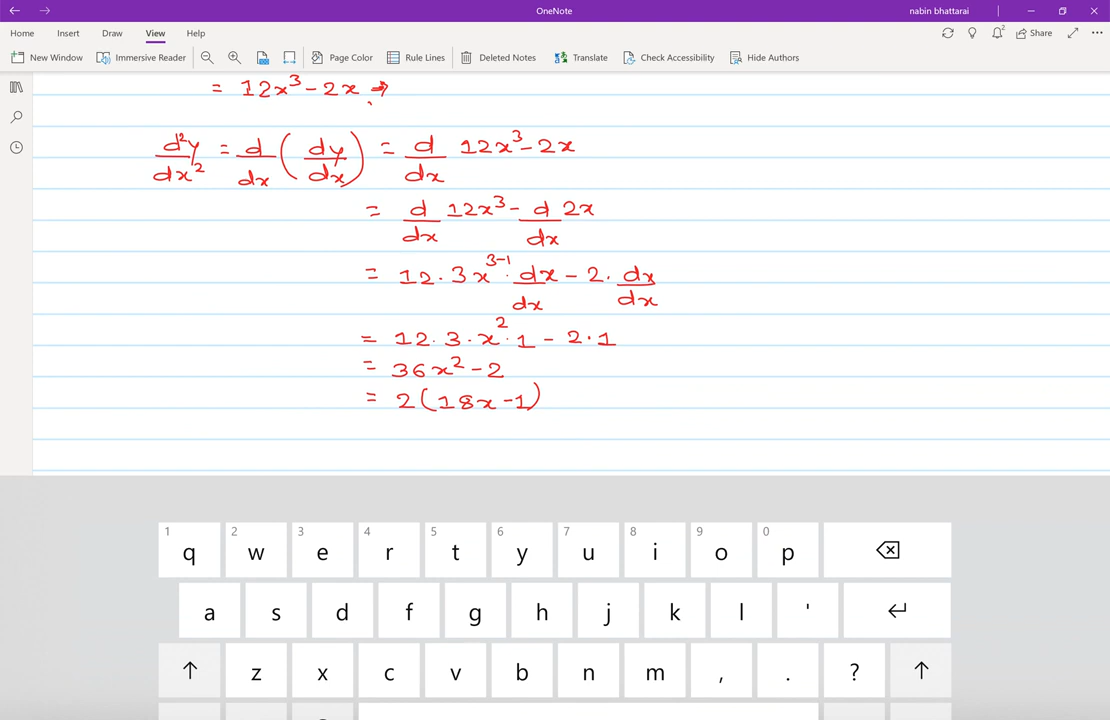 OneNote
nabin bhattarai
Home Insert Draw View Help
2 Share
New Window Immersive Reader Page Color Rule Lines Deleted Notes Translate Check Accessibility Hide Authors
= 12x³ - 2x →
d²y/dx² = d/dx (dy/dx) = d/dx 12x³ - 2x
= d/dx 12x³ - d/dx 2x
= 12 · 3x³⁻¹ · dx/dx - 2 · dx/dx
= 12 · 3 · x² · 1 - 2 · 1
= 36x² - 2
= 2(18x - 1)
1 2 3 4 5 6 7 8 9 0
q w e r t y u i o p
a s d f g h j k l '
z x c v b n m , . ?